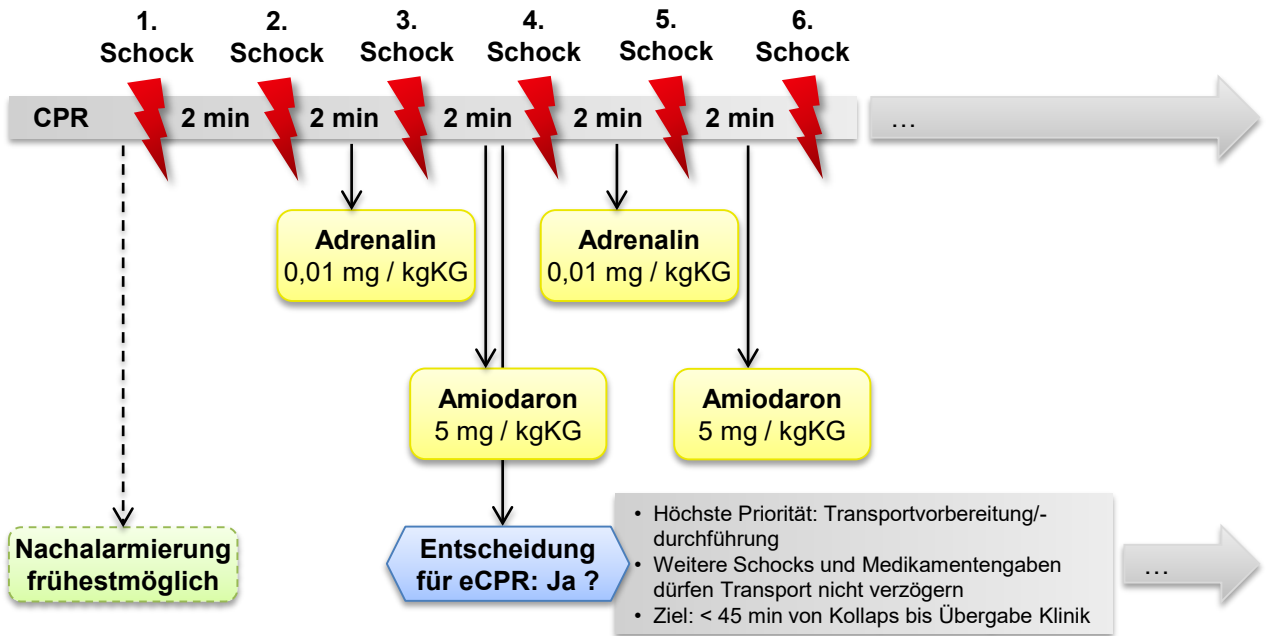 1.
Schock
2.
Schock
3.
Schock
4.
Schock
5.
Schock
6.
Schock
CPR
2 min
2 min
2 min
2 min
2 min
...
Adrenalin
0,01 mg / kgKG
Adrenalin
0,01 mg / kgKG
Amiodaron
5 mg / kgKG
Amiodaron
5 mg / kgKG
Nachalarmierung
frühestmöglich
Entscheidung
für eCPR: Ja ?
• Höchste Priorität: Transportvorbereitung/-
durchführung
• Weitere Schocks und Medikamentengaben
dürfen Transport nicht verzögern
• Ziel: < 45 min von Kollaps bis Übergabe Klinik
...